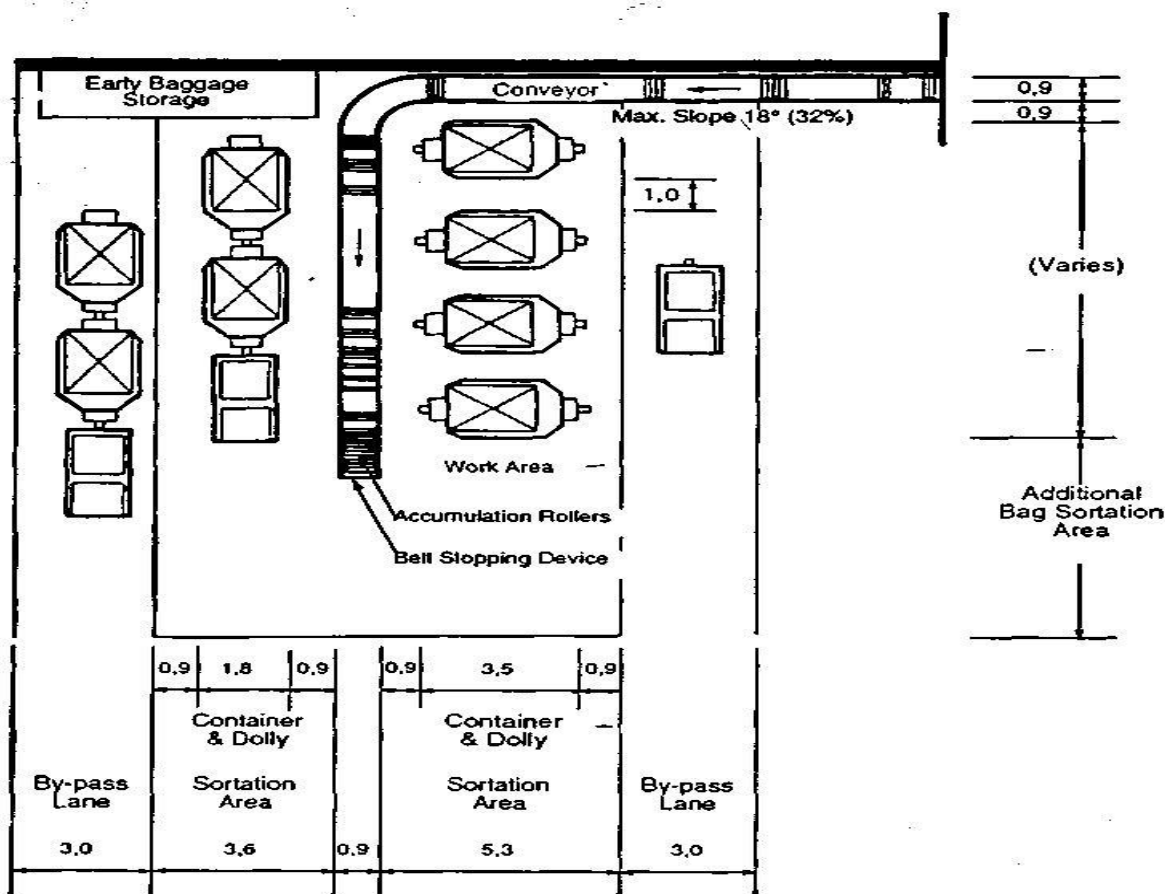 Early Baggage
Storage
Conveyor
Max. Slope 18° (32%)
0,9
0,9
1,0
(Varies)
Work Area
Accumulation Rollers
Belt Stopping Device
Additional
Bag Sortation
Area
0,9 1,8 0,9 0,9 3,5 0,9
Container
& Dolly
Container
& Dolly
By-pass
Lane
Sortation
Area
Sortation
Area
By-pass
Lane
3,0 3,6 0,9 5,3 3,0